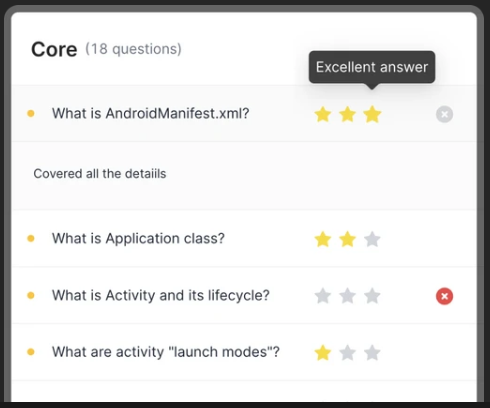 Core (18 questions)
Excellent answer
What is AndroidManifest.xml?
Covered all the detaiils
What is Application class?
What is Activity and its lifecycle?
What are activity "launch modes"?